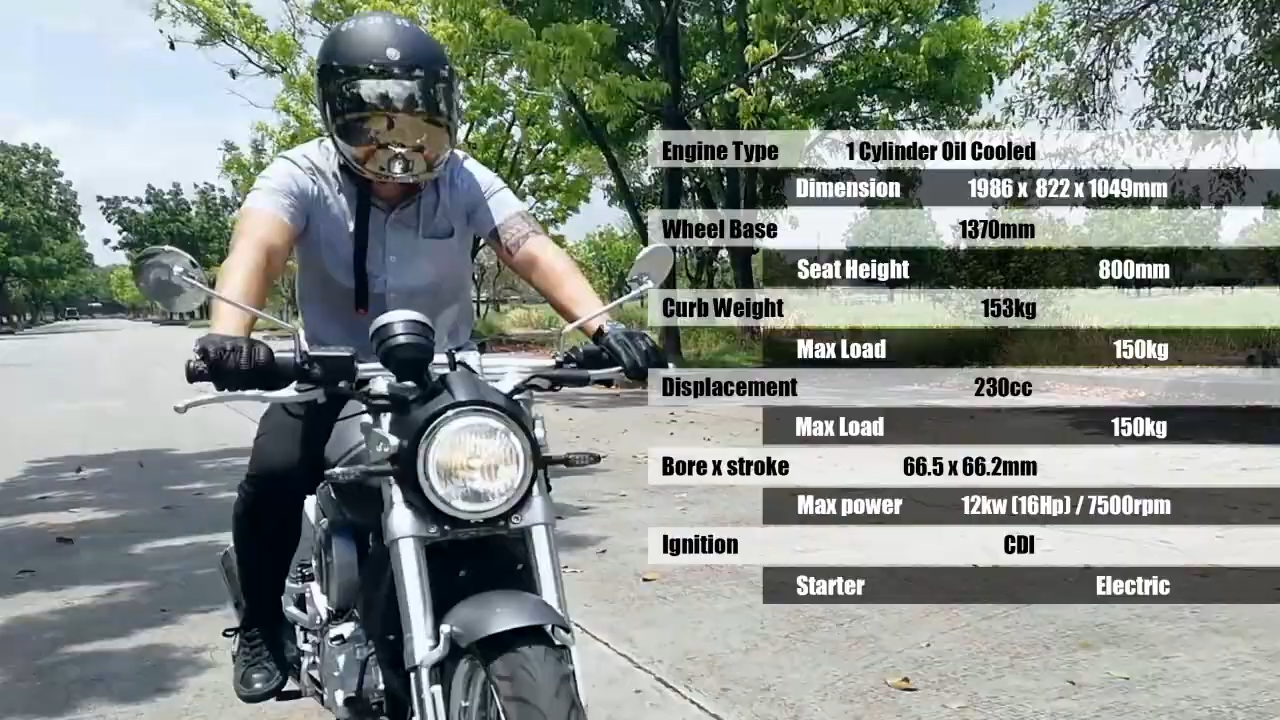 Engine Type 1 Cylinder Oil Cooled
Dimension 1986 x 822 x 1049mm
Wheel Base 1370mm
Seat Height 800mm
Curb Weight 153kg
Max Load 150kg
Displacement 230cc
Max Load 150kg
Bore x stroke 66.5 x 66.2mm
Max power 12kw (16Hp) / 7500rpm
Ignition CDI
Starter Electric